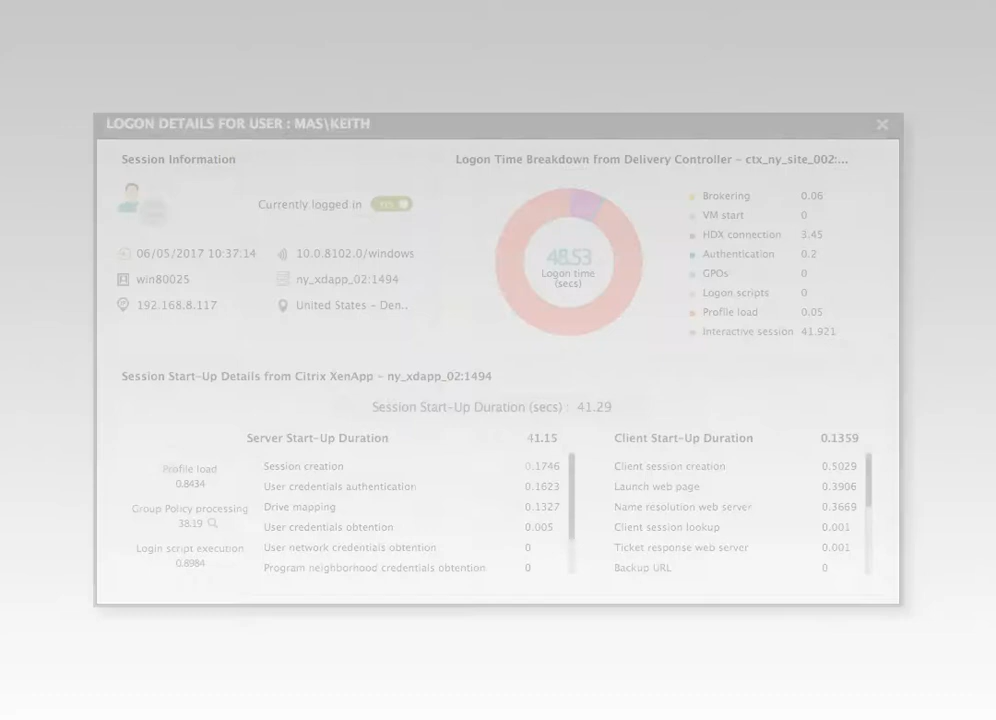 LOGON DETAILS FOR USER : MAS\KEITH
Session Information
Currently logged in YES
06/05/2017 10:37:14
10.0.8102.0/windows
win80025
ny_xdapp_02:1494
192.168.8.117
United States - Den..
Logon Time Breakdown from Delivery Controller - ctx_ny_site_002:...
48.53
Logon time
(secs)
Brokering 0.06
VM start 0
HDX connection 3.45
Authentication 0.2
GPOs 0
Logon scripts 0
Profile load 0.05
Interactive session 41.921
Session Start-Up Details from Citrix XenApp - ny_xdapp_02:1494
Session Start-Up Duration (secs) : 41.29
Profile load
0.8434
Group Policy processing
38.19
Login script execution
0.8984
Server Start-Up Duration 41.15
Session creation 0.1746
User credentials authentication 0.1623
Drive mapping 0.1327
User credentials obtention 0.005
User network credentials obtention 0
Program neighborhood credentials obtention 0
Client Start-Up Duration 0.1359
Client session creation 0.5029
Launch web page 0.3906
Name resolution web server 0.3669
Client session lookup 0.001
Ticket response web server 0.001
Backup URL 0